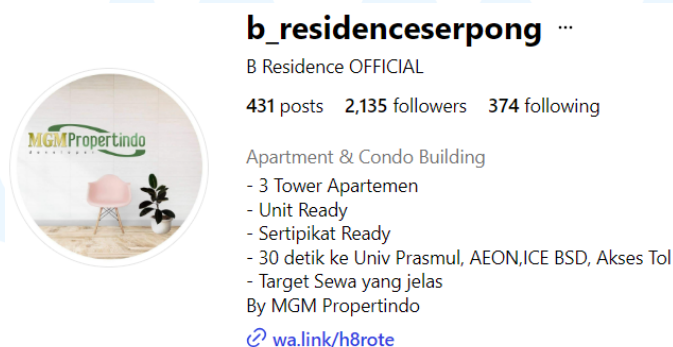 b_residenceserpong ...
B Residence OFFICIAL
431 posts 2,135 followers 374 following
MGMPropertindo
developer
Apartment & Condo Building
- 3 Tower Apartemen
- Unit Ready
- Sertipikat Ready
- 30 detik ke Univ Prasmul, AEON,ICE BSD, Akses Tol
- Target Sewa yang jelas
By MGM Propertindo
wa.link/h8rote